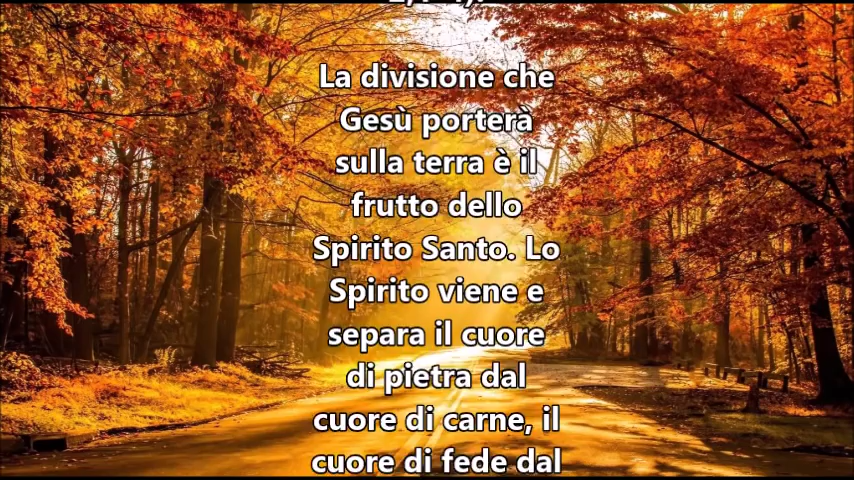 La divisione che
Gesù porterà
sulla terra è il
frutto dello
Spirito Santo. Lo
Spirito viene e
separa il cuore
di pietra dal
cuore di carne, il
cuore di fede dal